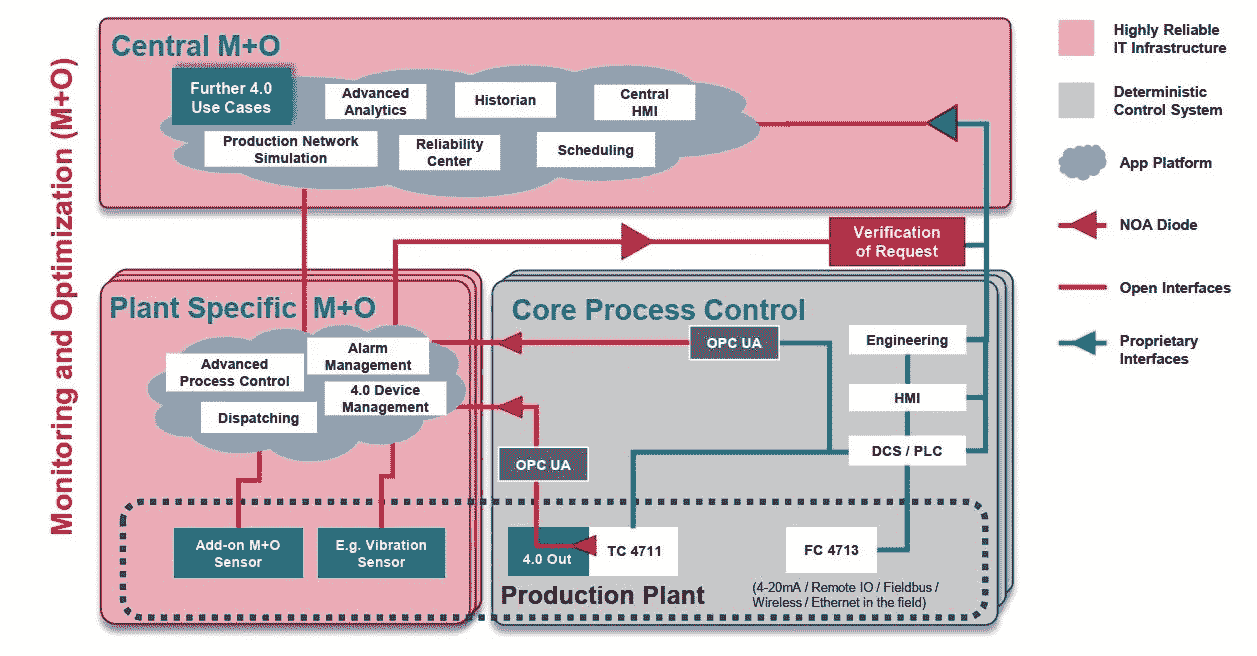 Monitoring and Optimization (M+O)
Central M+O
Further 4.0
Use Cases
Advanced
Analytics
Historian
Central
HMI
Production Network
Simulation
Reliability
Center
Scheduling
Highly Reliable
IT Infrastructure
Deterministic
Control System
App Platform
NOA Diode
Open Interfaces
Proprietary
Interfaces
Verification
of Request
Plant Specific M+O
Advanced
Process Control
Alarm
Management
4.0 Device
Management
Dispatching
Add-on M+O
Sensor
E.g. Vibration
Sensor
Core Process Control
OPC UA
Engineering
HMI
DCS / PLC
OPC UA
4.0 Out
TC 4711
FC 4713
Production Plant
(4-20mA / Remote IO / Fieldbus /
Wireless / Ethernet in the field)